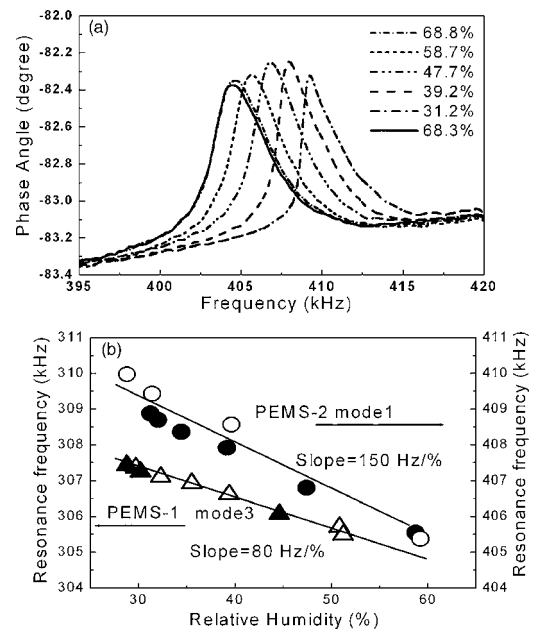 (a)
-82.0
-82.2
-82.4
-82.6
-82.8
-83.0
-83.2
-83.4
Phase Angle (degree)
68.8%
58.7%
47.7%
39.2%
31.2%
68.3%
395 400 405 410 415 420
Frequency (kHz)
(b)
311
310
309
308
307
306
305
304
Resonance frequency (kHz)
411
410
409
408
407
406
405
404
Resonance frequency (kHz)
PEMS-2 mode1
Slope=150 Hz/%
PEMS-1 mode3
Slope=80 Hz/%
30 40 50 60
Relative Humidity (%)